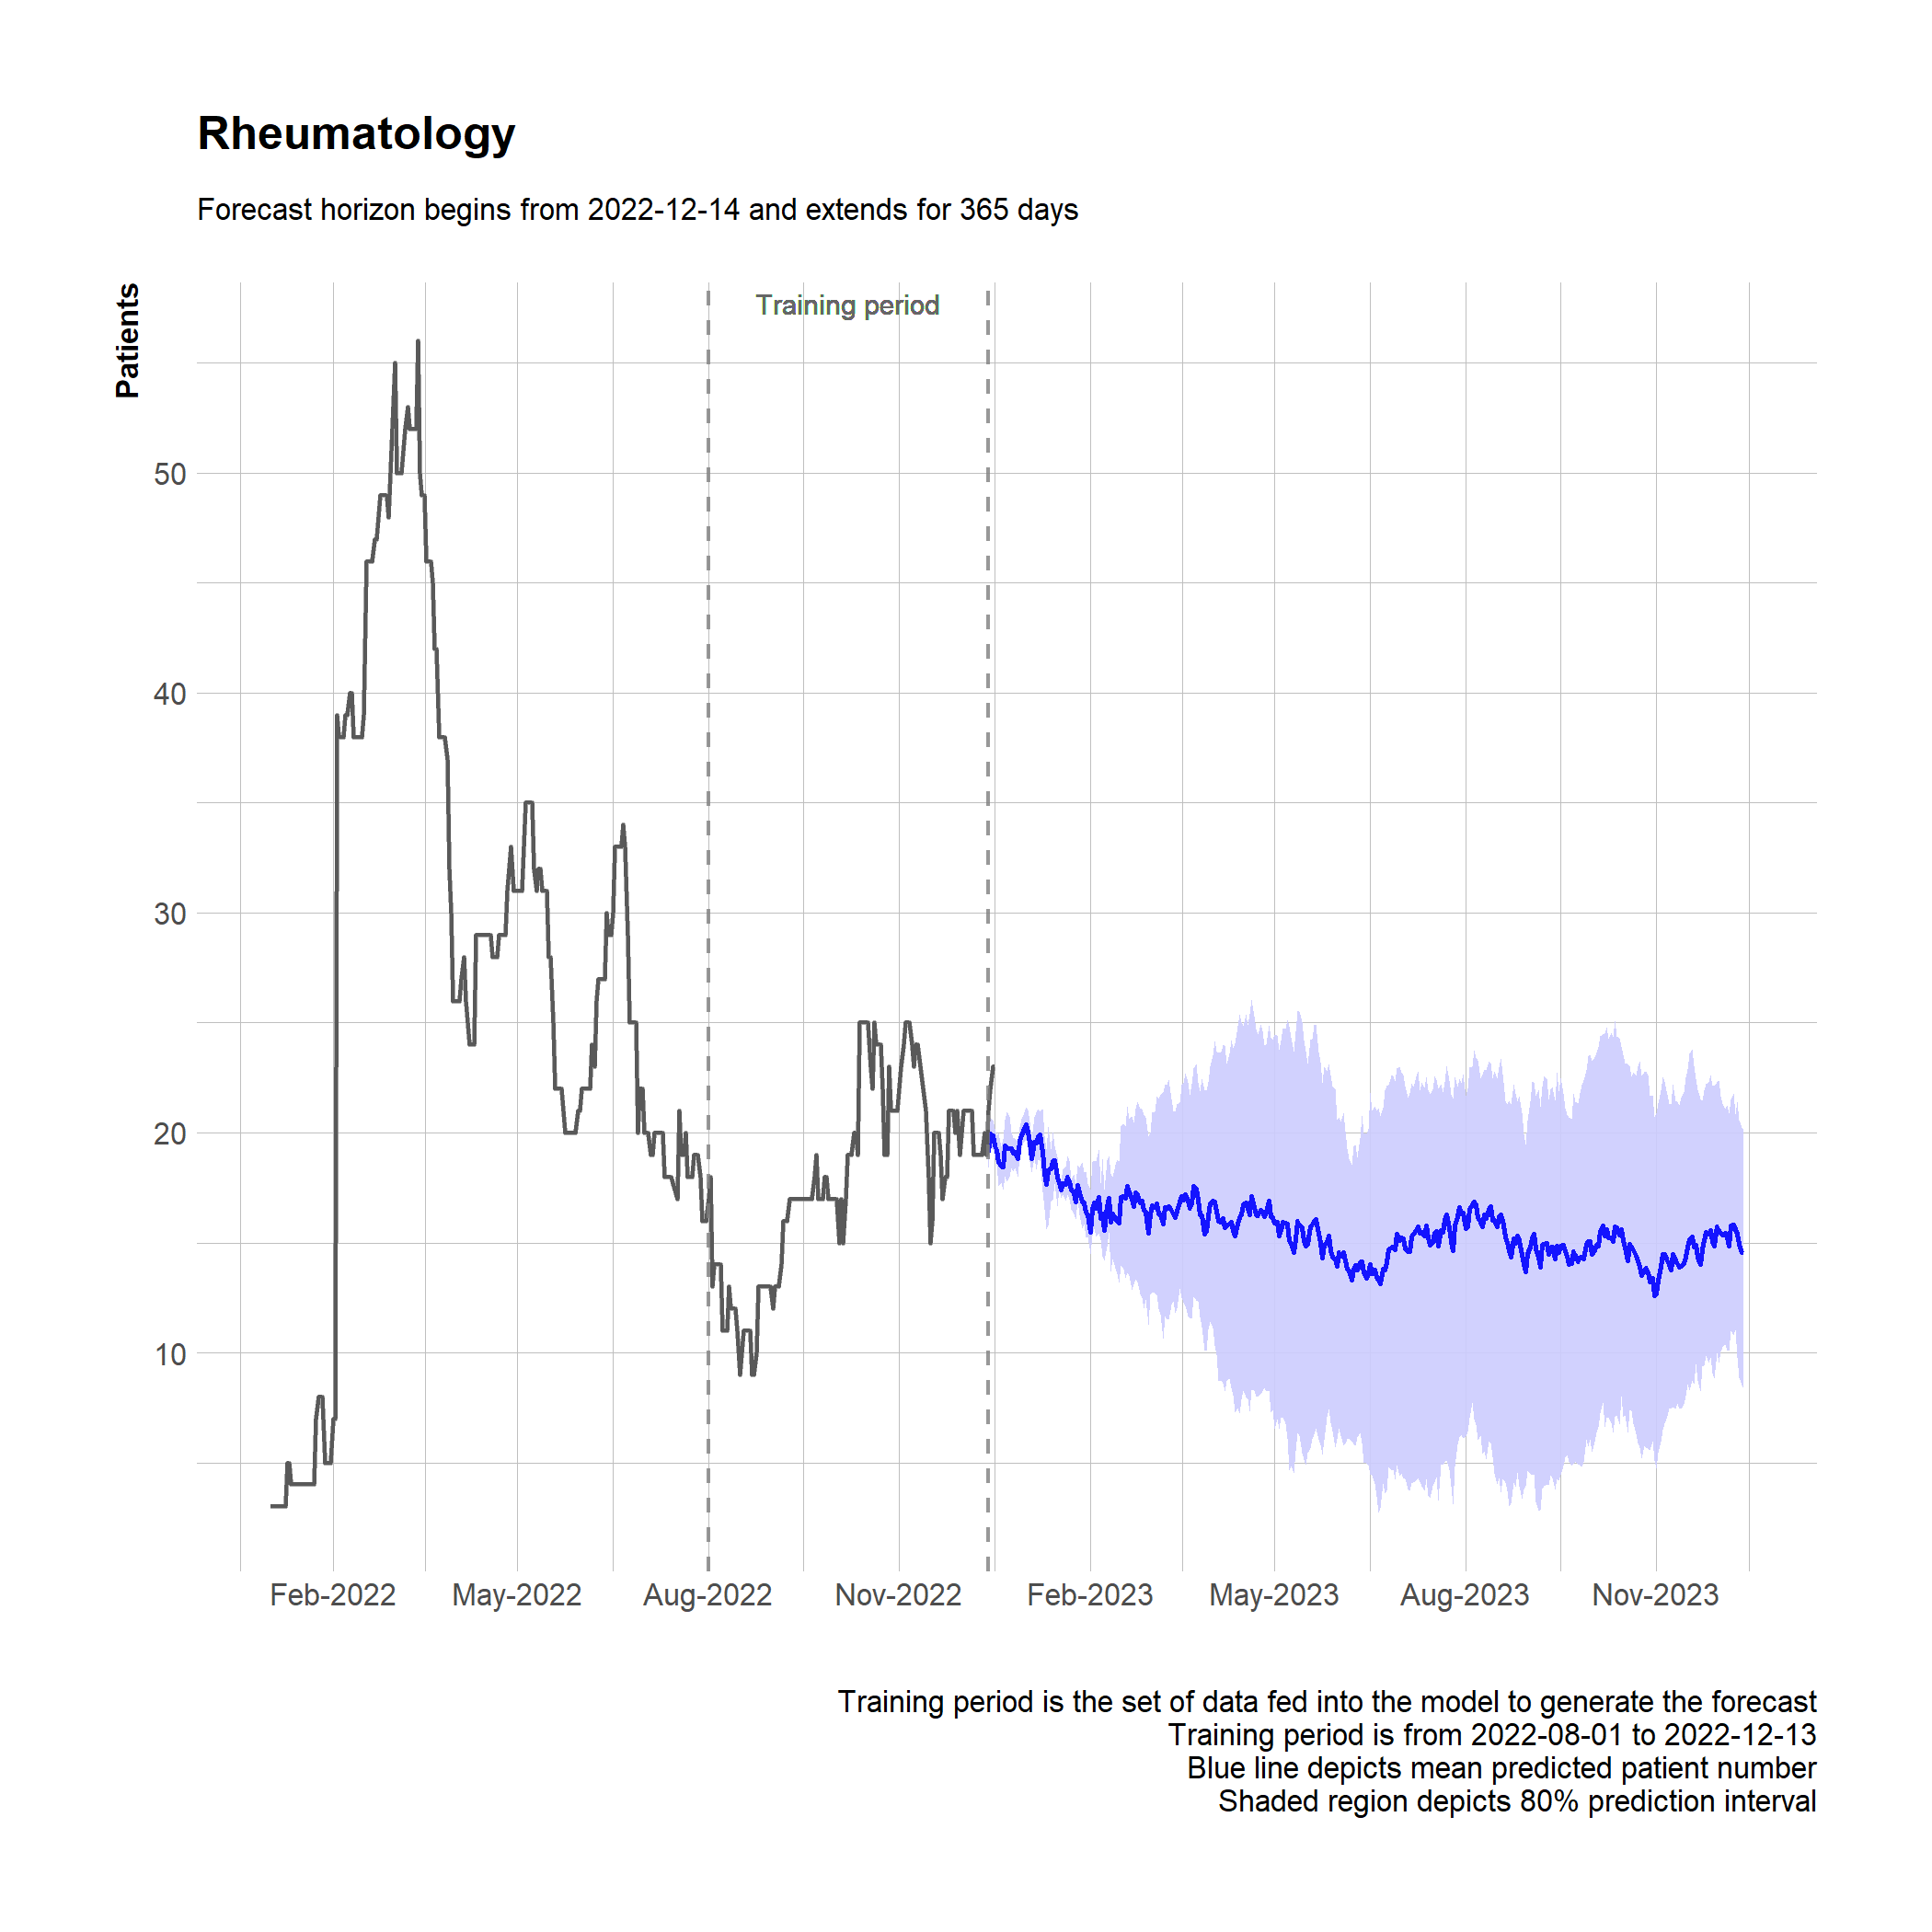 Rheumatology
Forecast horizon begins from 2022-12-14 and extends for 365 days
Patients
Training period
50
40
30
20
10
Feb-2022 May-2022 Aug-2022 Nov-2022 Feb-2023 May-2023 Aug-2023 Nov-2023
Training period is the set of data fed into the model to generate the forecast
Training period is from 2022-08-01 to 2022-12-13
Blue line depicts mean predicted patient number
Shaded region depicts 80% prediction interval